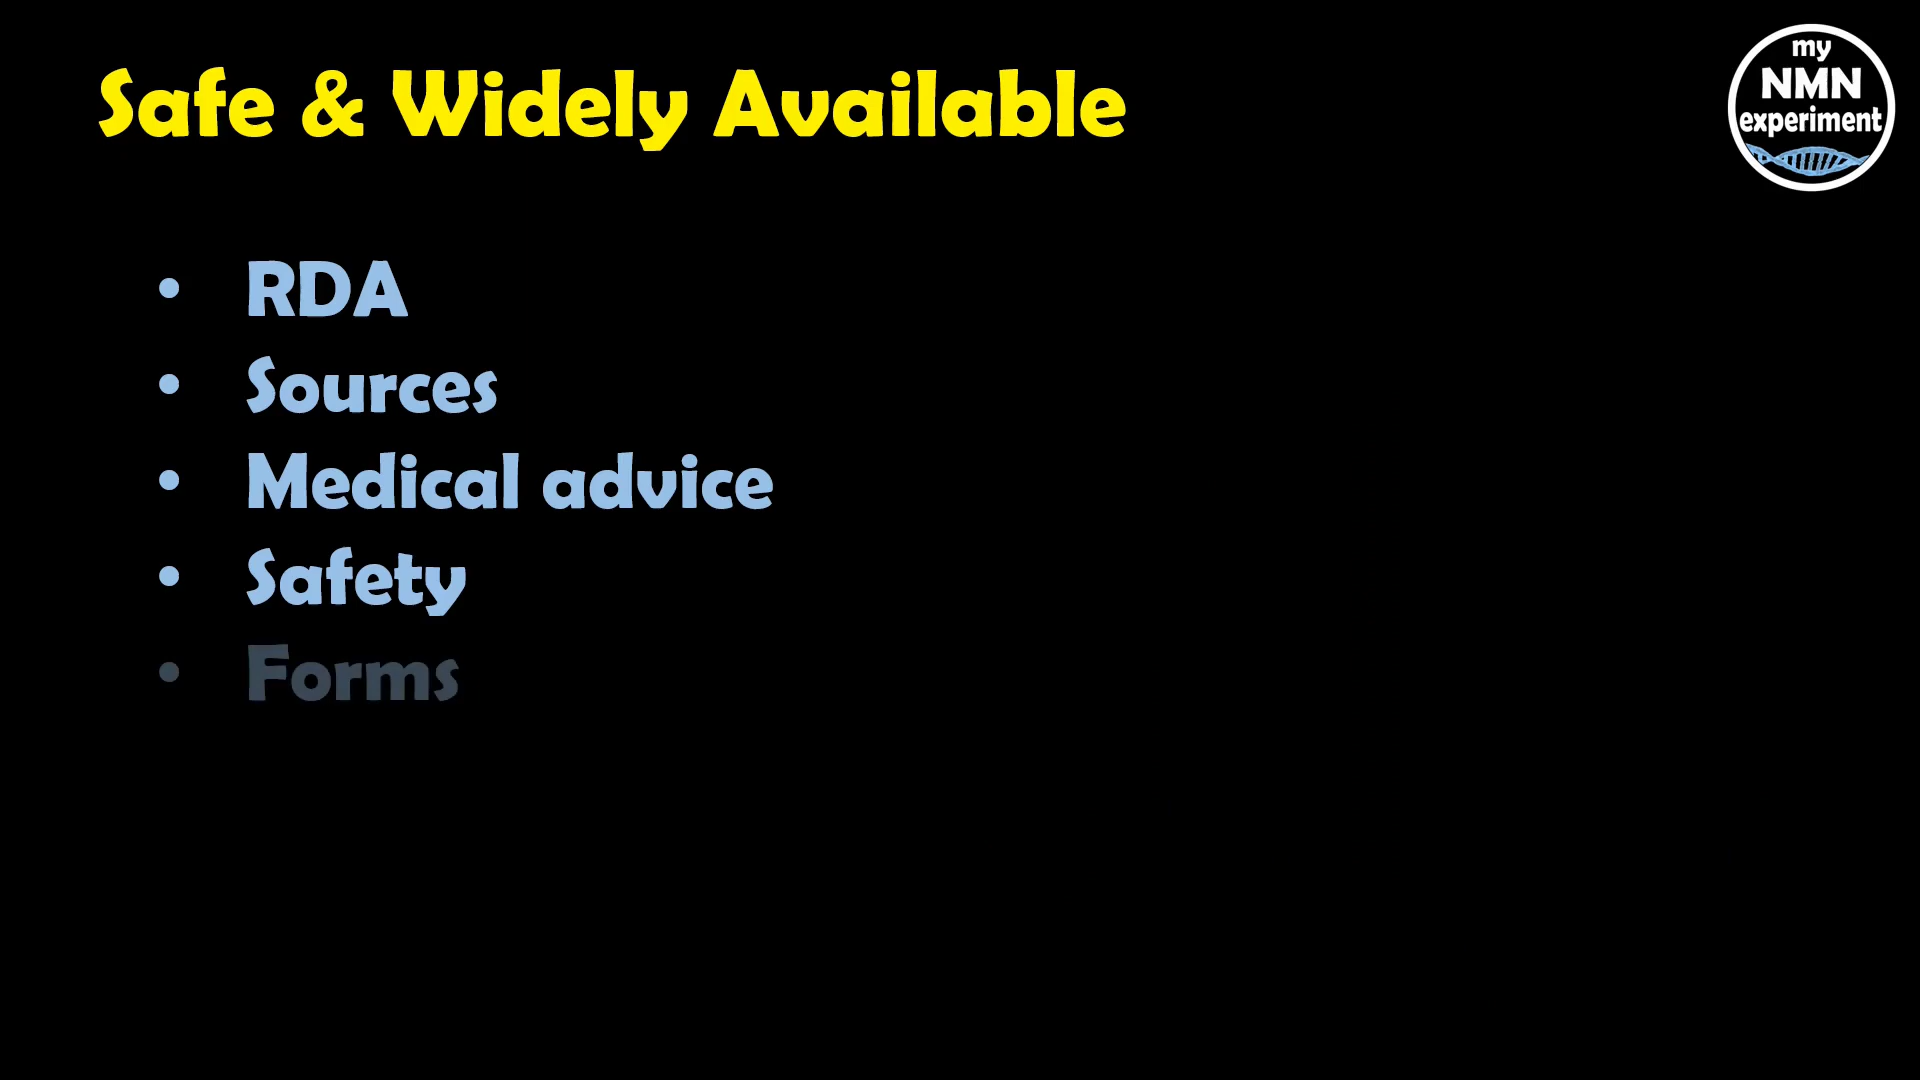 Safe & Widely Available
my
NMN
experiment
• RDA
• Sources
• Medical advice
• Safety
• Forms